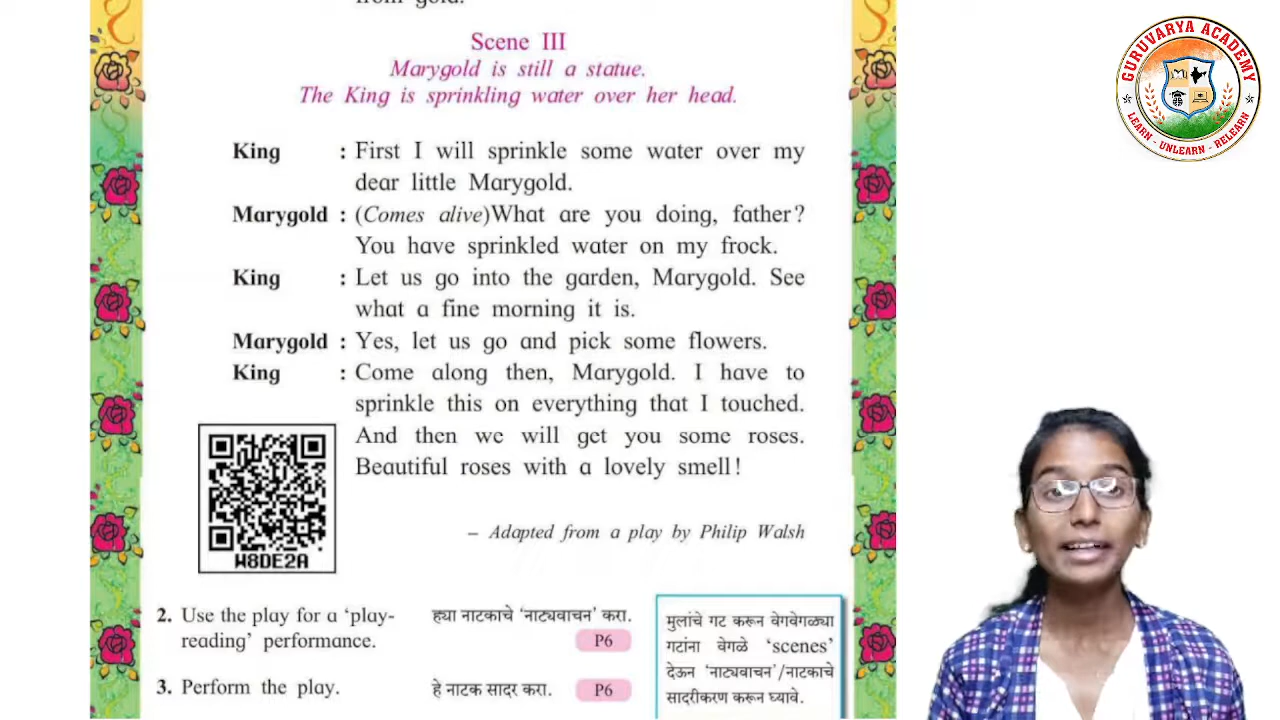 from gold.
Scene III
Marygold is still a statue.
The King is sprinkling water over her head.
King : First I will sprinkle some water over my
dear little Marygold.
Marygold : (Comes alive)What are you doing, father?
You have sprinkled water on my frock.
King : Let us go into the garden, Marygold. See
what a fine morning it is.
Marygold : Yes, let us go and pick some flowers.
King : Come along then, Marygold. I have to
sprinkle this on everything that I touched.
And then we will get you some roses.
Beautiful roses with a lovely smell!
W8DE2A
– Adapted from a play by Philip Walsh
2. Use the play for a ‘play-
reading’ performance.
ह्या नाटकाचे ‘नाट्यवाचन’ करा.
P6
3. Perform the play.
हे नाटक सादर करा.
P6
मुलांचे गट करून वेगवेगळ्या
गटांना वेगळे ‘scenes’
देऊन ‘नाट्यवाचन’/नाटकाचे
सादरीकरण करून घ्यावे.
GURUVARYA ACADEMY
LEARN - UNLEARN - RELEARN